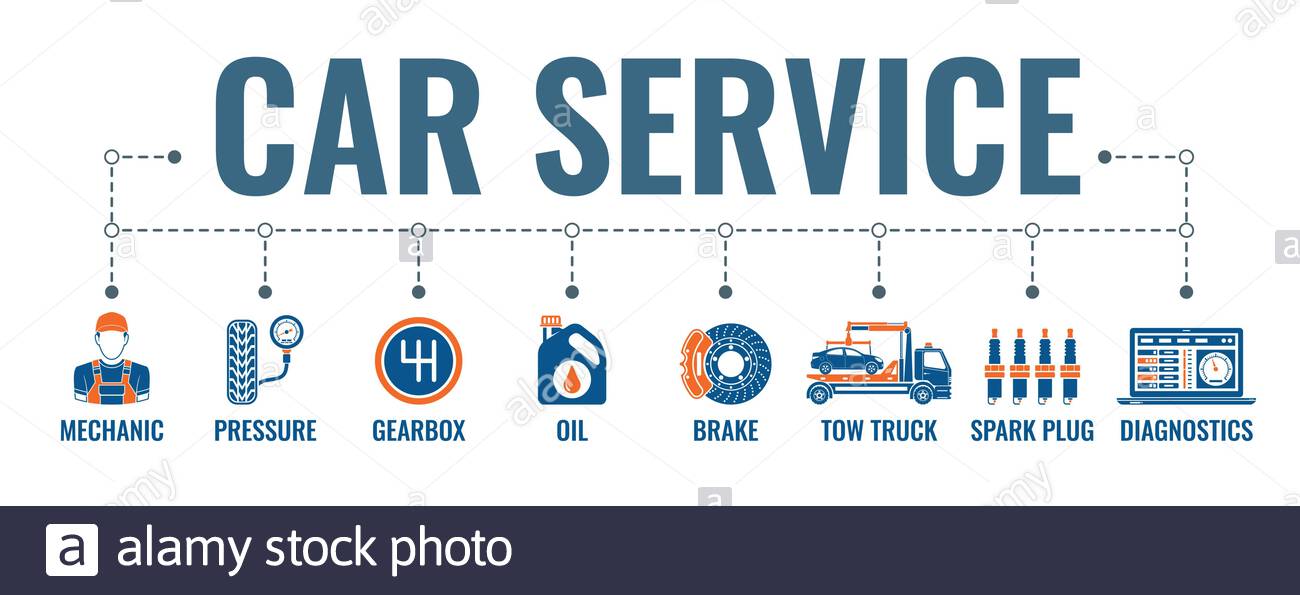 CAR SERVICE
MECHANIC PRESSURE GEARBOX OIL BRAKE TOW TRUCK SPARK PLUG DIAGNOSTICS
a alamy stock photo